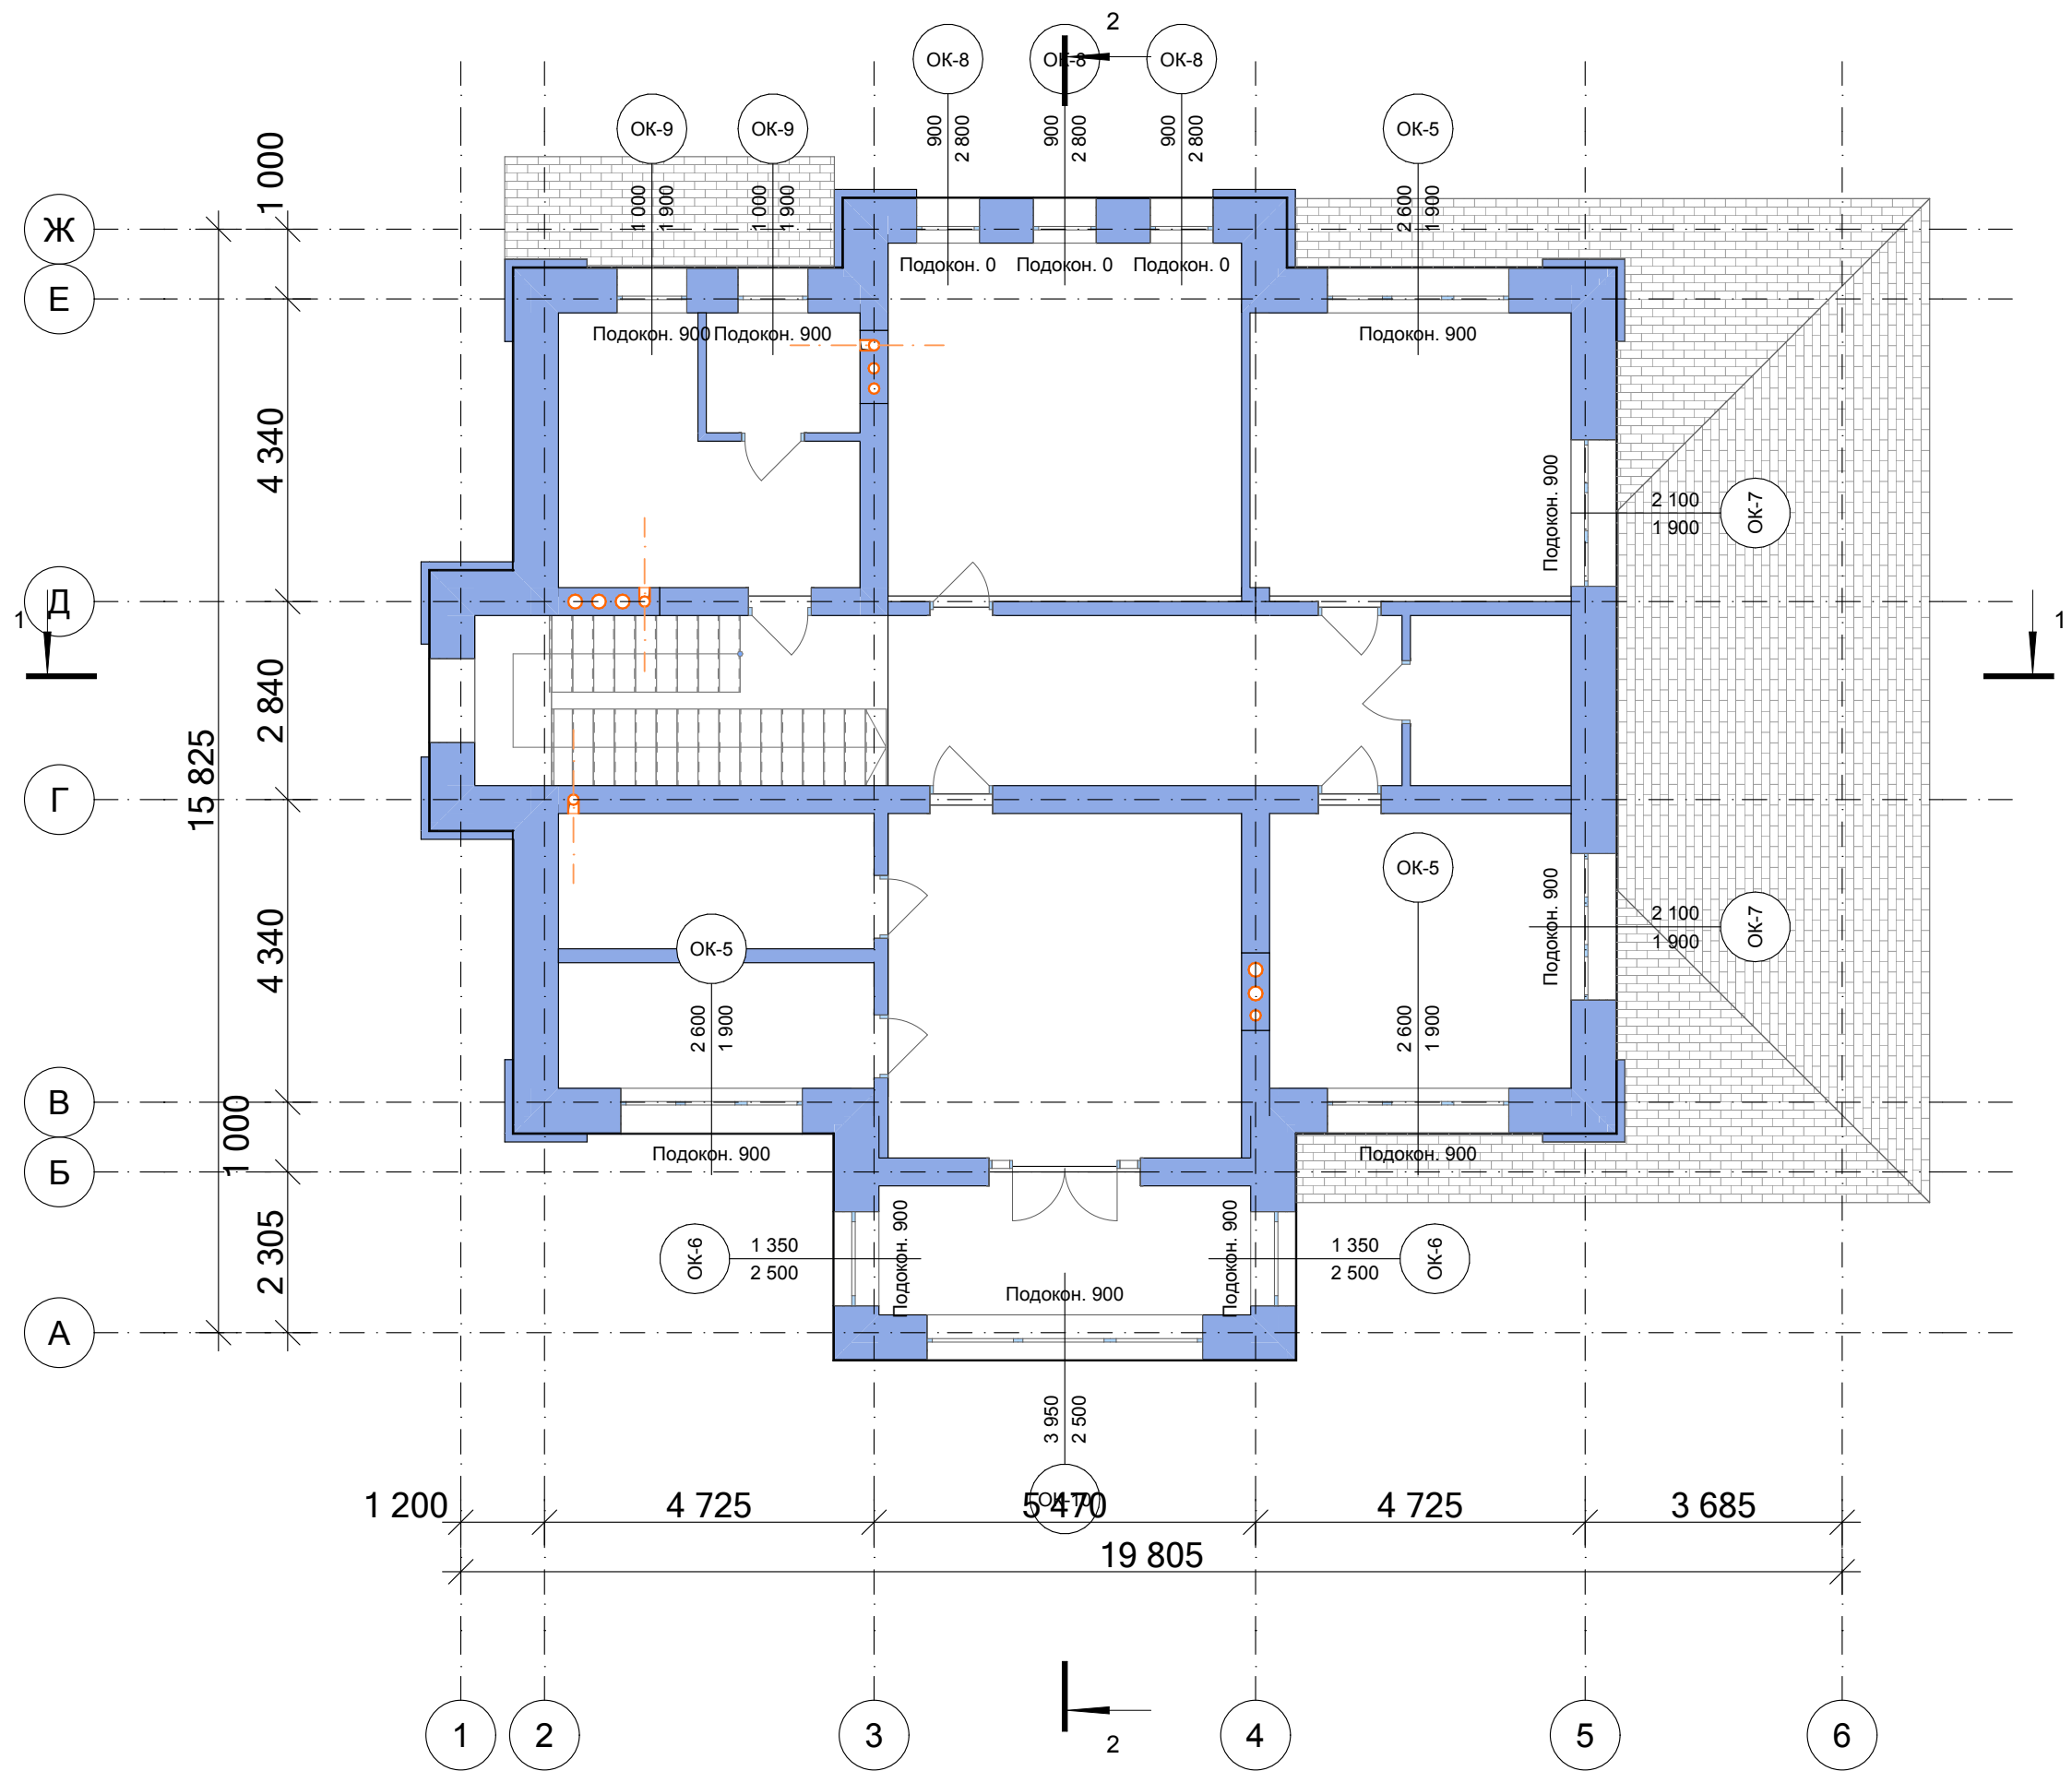 2
ОК-8
ОК-8
ОК-8
ОК-9
ОК-9
ОК-5
900
2 800
900
2 800
900
2 800
1 000
1 000
1 900
1 000
1 900
2 600
1 900
Ж
Е
Подокон. 0
Подокон. 0
Подокон. 0
Подокон. 900
Подокон. 900
Подокон. 900
4 340
Подокон. 900
2 100
1 900
ОК-7
Д
1
1
2 840
15 825
Г
ОК-5
ОК-5
4 340
Подокон. 900
2 100
1 900
ОК-7
2 600
1 900
2 600
1 900
В
1 000
Подокон. 900
Подокон. 900
Б
2 305
ОК-6
1 350
2 500
Подокон. 900
Подокон. 900
1 350
2 500
ОК-6
Подокон. 900
А
3 950
2 500
ОК-10
1 200
4 725
5 470
4 725
3 685
19 805
1
2
3
4
5
6
2